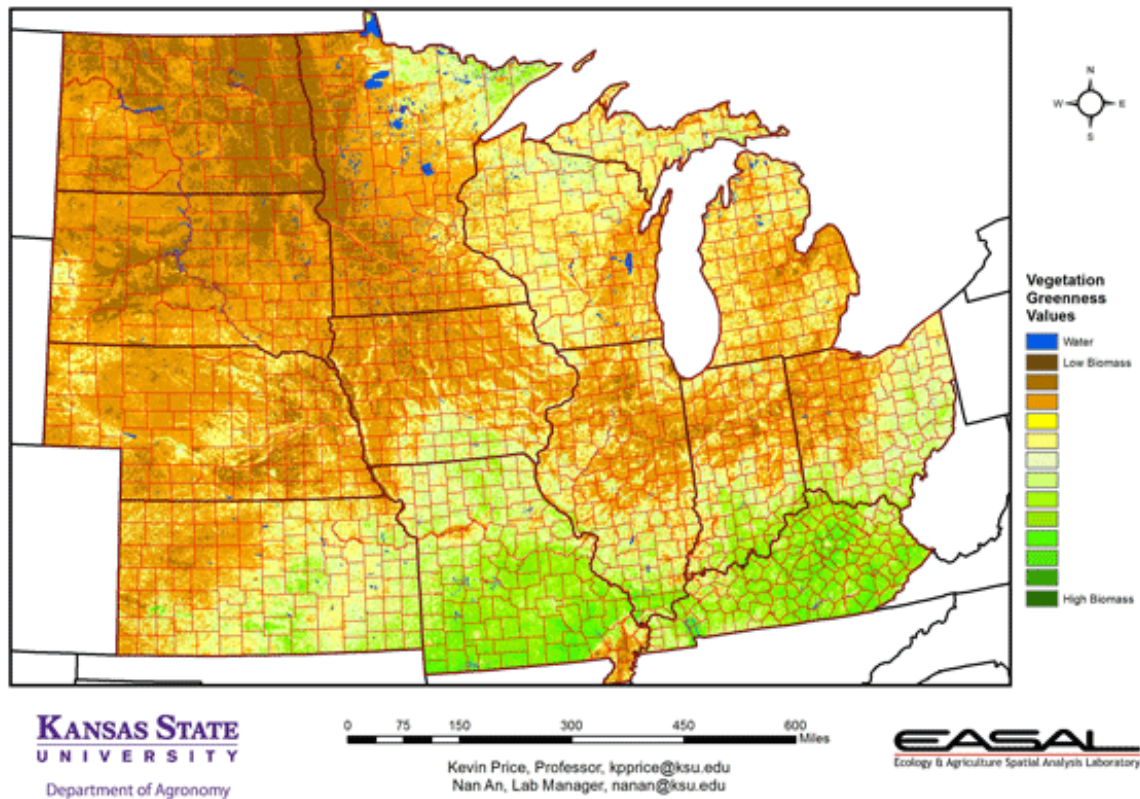 N
W
E
S
Vegetation
Greenness
Values
Water
Low Biomass
High Biomass
KANSAS STATE
UNIVERSITY
Department of Agronomy
0 75 150 300 450 600
Miles
Kevin Price, Professor, kpprice@ksu.edu
Nan An, Lab Manager, nanan@ksu.edu
EASAL
Ecology & Agriculture Spatial Analysis Laboratory